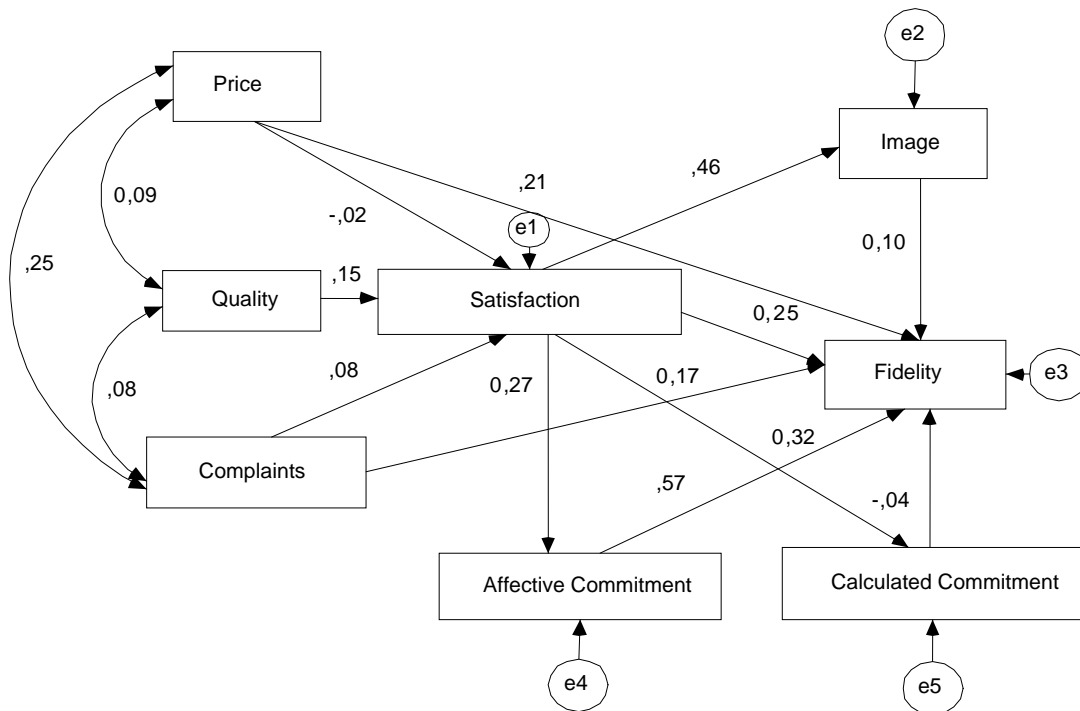 e2
Price
Image
,21
,46
0,09
-,02
e1
0,10
,25
,15
Quality
Satisfaction
0,25
,08
,08
0,27
0,17
Fidelity
e3
Complaints
0,32
,57
-,04
Affective Commitment
Calculated Commitment
e4
e5